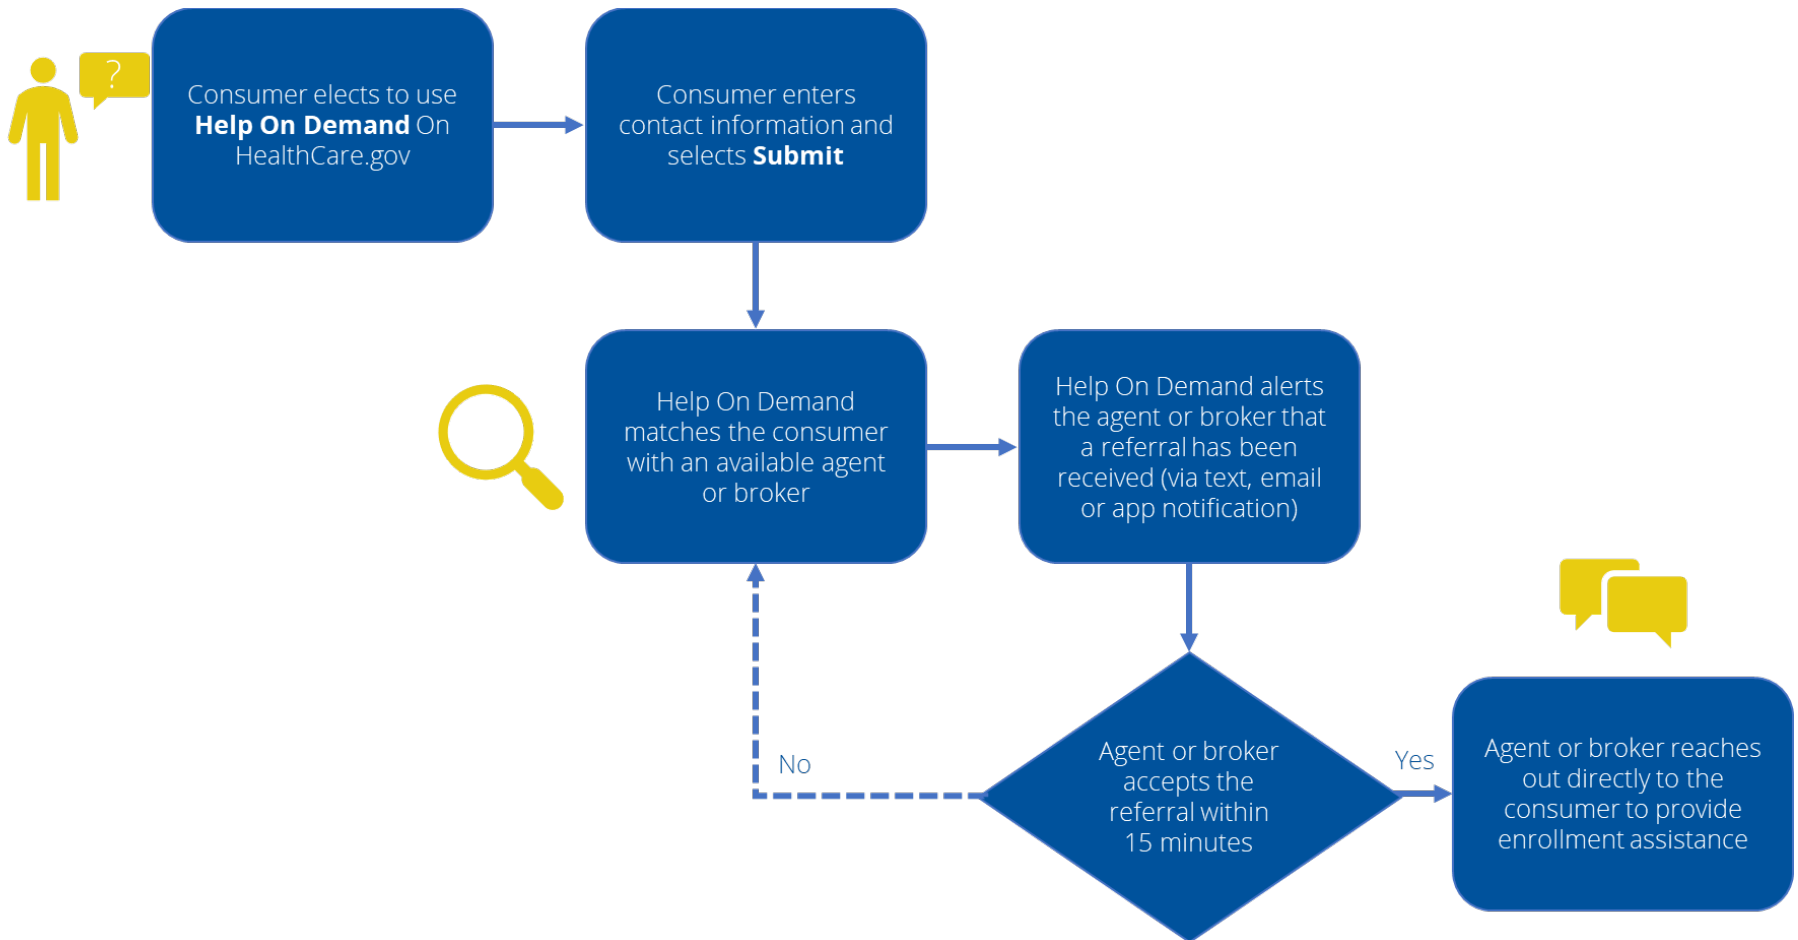 ?
Consumer elects to use
Help On Demand On
HealthCare.gov
Consumer enters
contact information and
selects Submit
Help On Demand
matches the consumer
with an available agent
or broker
Help On Demand alerts
the agent or broker that
a referral has been
received (via text, email
or app notification)
Agent or broker
accepts the
referral within
15 minutes
No
Yes
Agent or broker reaches
out directly to the
consumer to provide
enrollment assistance